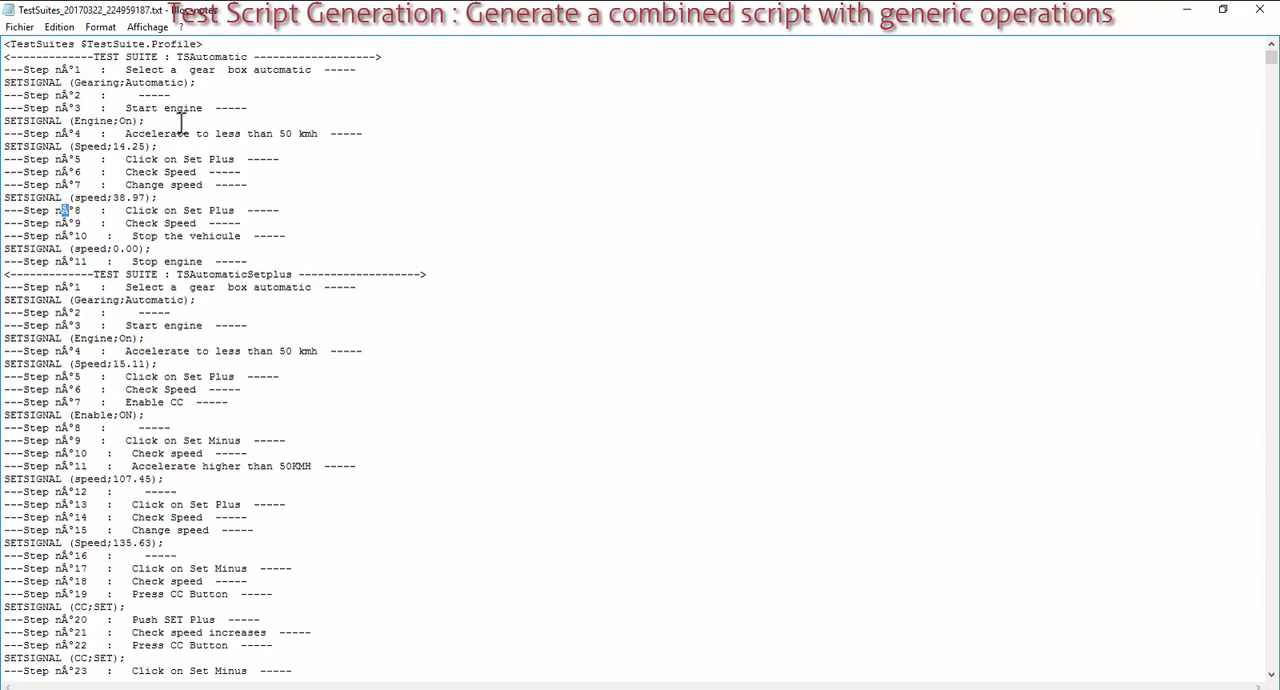 TestSuites_20170322_224959187.txt - Bloc-notes
Test Script Generation : Generate a combined script with generic operations
Fichier Edition Format Affichage ?
<TestSuites $TestSuite.Profile>
<-------------TEST SUITE : TSAutomatic ------------------->
---Step nÂ°1 : Select a gear box automatic -----
SETSIGNAL (Gearing;Automatic);
---Step nÂ°2 : -----
---Step nÂ°3 : Start engine -----
SETSIGNAL (Engine;On);
---Step nÂ°4 : Accelerate to less than 50 kmh -----
SETSIGNAL (Speed;14.25);
---Step nÂ°5 : Click on Set Plus -----
---Step nÂ°6 : Check Speed -----
---Step nÂ°7 : Change speed -----
SETSIGNAL (speed;38.97);
---Step nÂ°8 : Click on Set Plus -----
---Step nÂ°9 : Check Speed -----
---Step nÂ°10 : Stop the vehicule -----
SETSIGNAL (speed;0.00);
---Step nÂ°11 : Stop engine -----
<-------------TEST SUITE : TSAutomaticSetplus ------------------->
---Step nÂ°1 : Select a gear box automatic -----
SETSIGNAL (Gearing;Automatic);
---Step nÂ°2 : -----
---Step nÂ°3 : Start engine -----
SETSIGNAL (Engine;On);
---Step nÂ°4 : Accelerate to less than 50 kmh -----
SETSIGNAL (Speed;15.11);
---Step nÂ°5 : Click on Set Plus -----
---Step nÂ°6 : Check Speed -----
---Step nÂ°7 : Enable CC -----
SETSIGNAL (Enable;ON);
---Step nÂ°8 : -----
---Step nÂ°9 : Click on Set Minus -----
---Step nÂ°10 : Check speed -----
---Step nÂ°11 : Accelerate higher than 50KMH -----
SETSIGNAL (speed;107.45);
---Step nÂ°12 : -----
---Step nÂ°13 : Click on Set Plus -----
---Step nÂ°14 : Check Speed -----
---Step nÂ°15 : Change speed -----
SETSIGNAL (Speed;135.63);
---Step nÂ°16 : -----
---Step nÂ°17 : Click on Set Minus -----
---Step nÂ°18 : Check speed -----
---Step nÂ°19 : Press CC Button -----
SETSIGNAL (CC;SET);
---Step nÂ°20 : Push SET Plus -----
---Step nÂ°21 : Check speed increases -----
---Step nÂ°22 : Press CC Button -----
SETSIGNAL (CC;SET);
---Step nÂ°23 : Click on Set Minus -----